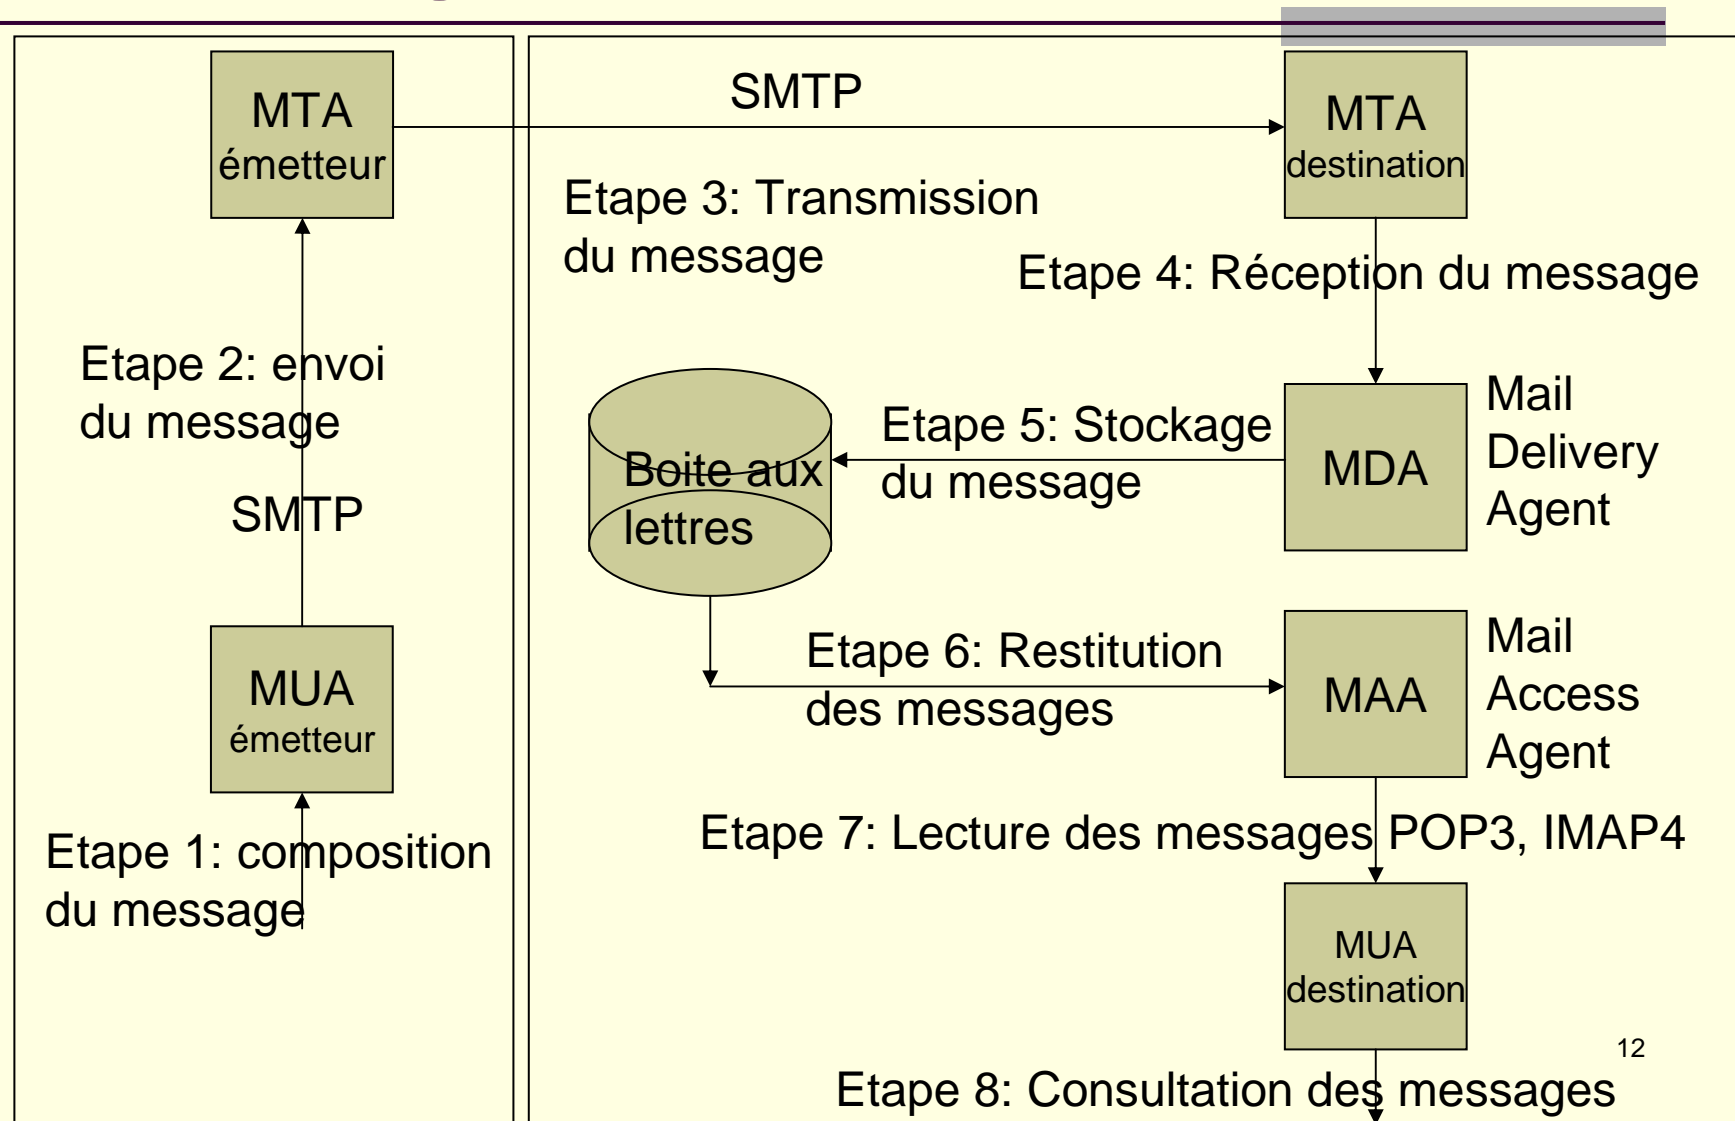 MTA
émetteur
SMTP
MTA
destination
Etape 3: Transmission
du message
Etape 4: Réception du message
Etape 2: envoi
du message
SMTP
Boite aux
lettres
Etape 5: Stockage
du message
MDA
Mail
Delivery
Agent
MUA
émetteur
Etape 6: Restitution
des messages
MAA
Mail
Access
Agent
Etape 1: composition
du message
Etape 7: Lecture des messages POP3, IMAP4
MUA
destination
12
Etape 8: Consultation des messages